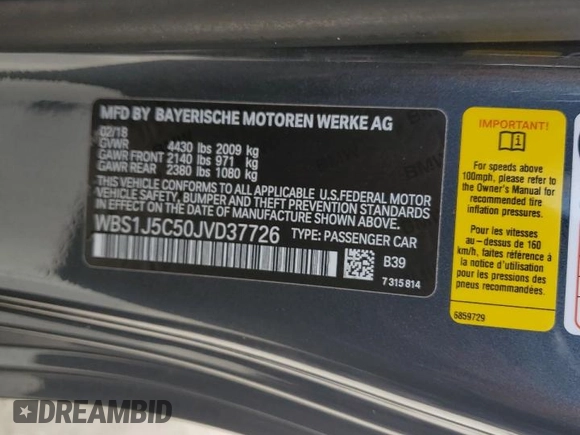 MFD BY BAYERISCHE MOTOREN WERKE AG
02/18
GVWR 4430 lbs 2009 kg
GAWR FRONT 2140 lbs 971 kg
GAWR REAR 2380 lbs 1080 kg
THIS VEHICLE CONFORMS TO ALL APPLICABLE U.S.FEDERAL MOTOR
VEHICLE SAFETY, BUMPER AND THEFT PREVENTION STANDARDS
IN EFFECT ON THE DATE OF MANUFACTURE SHOWN ABOVE.
WBS1J5C50JVD37726 TYPE: PASSENGER CAR
B39
7 315 814
IMPORTANT!
For speeds above
100mph, please refer to
the Owner's Manual for
recommended tire
inflation pressures.
Pour les vitesses
au-dessus de 160
km/h, faites référence à
la notice d'utilisation
pour les pressions des
pneus recommandées.
6859729
DREAMBID